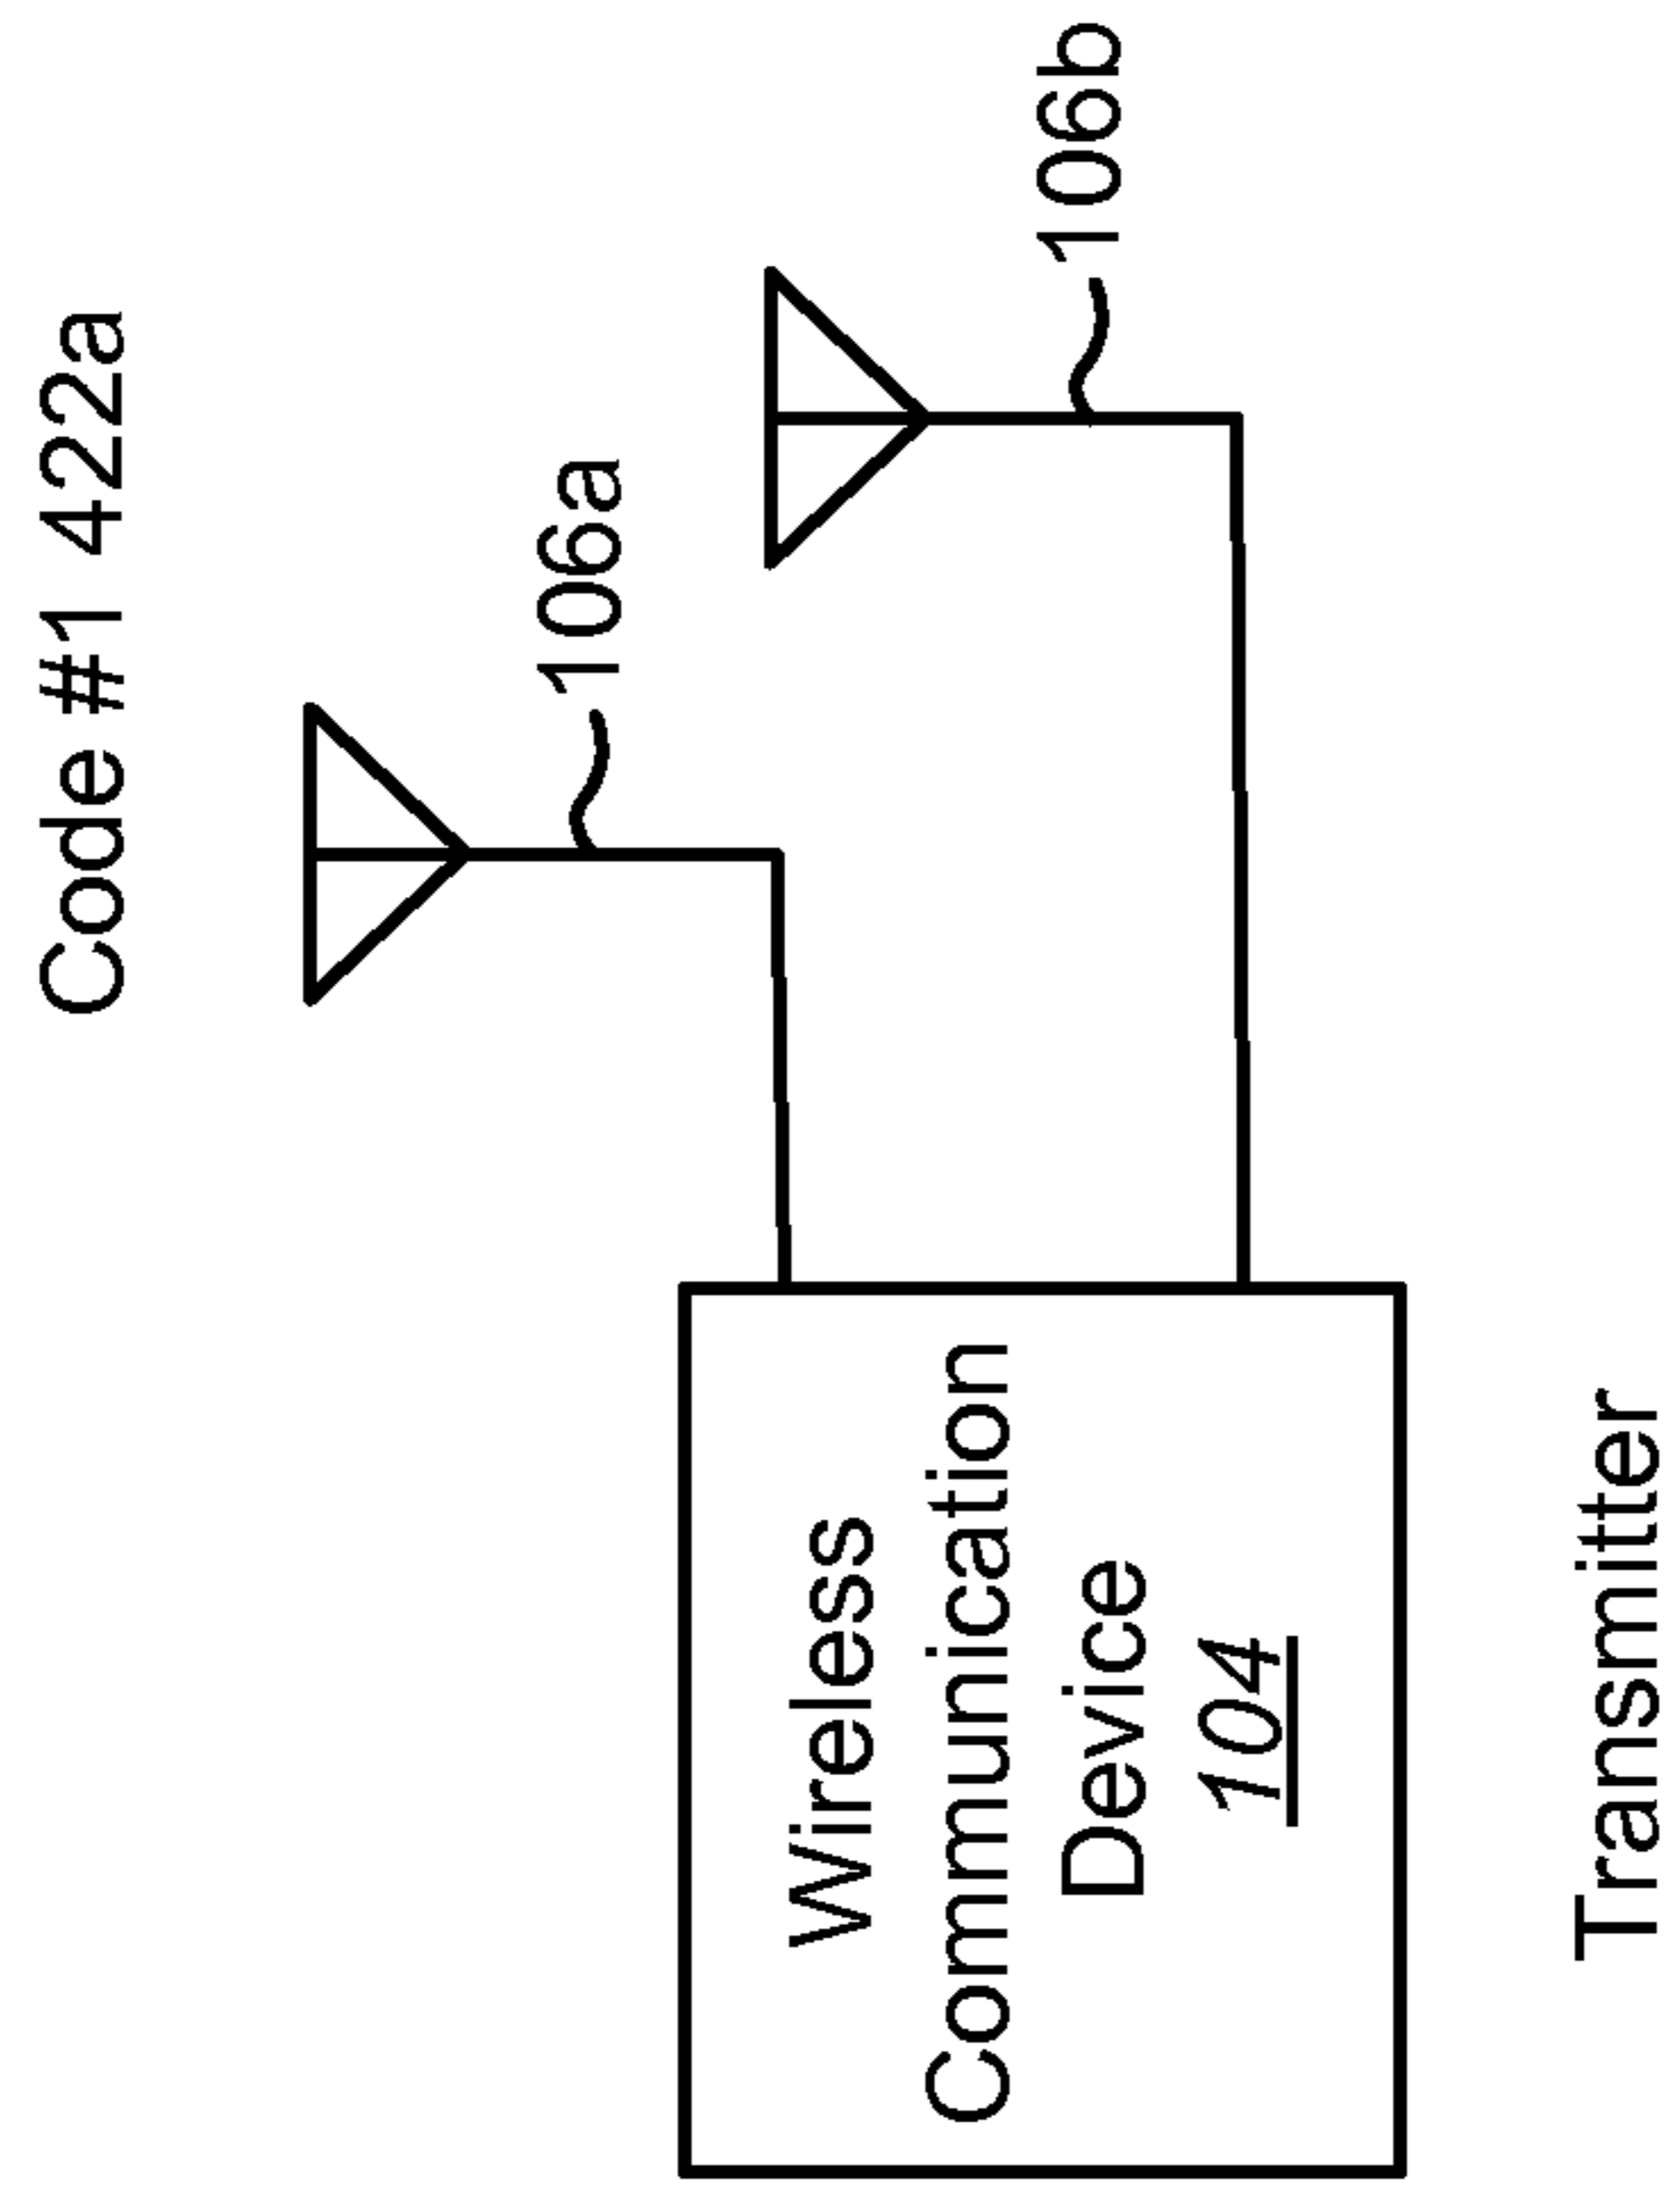 Code #1 422a
106a
106b
Wireless
Communication
Device
104
Transmitter